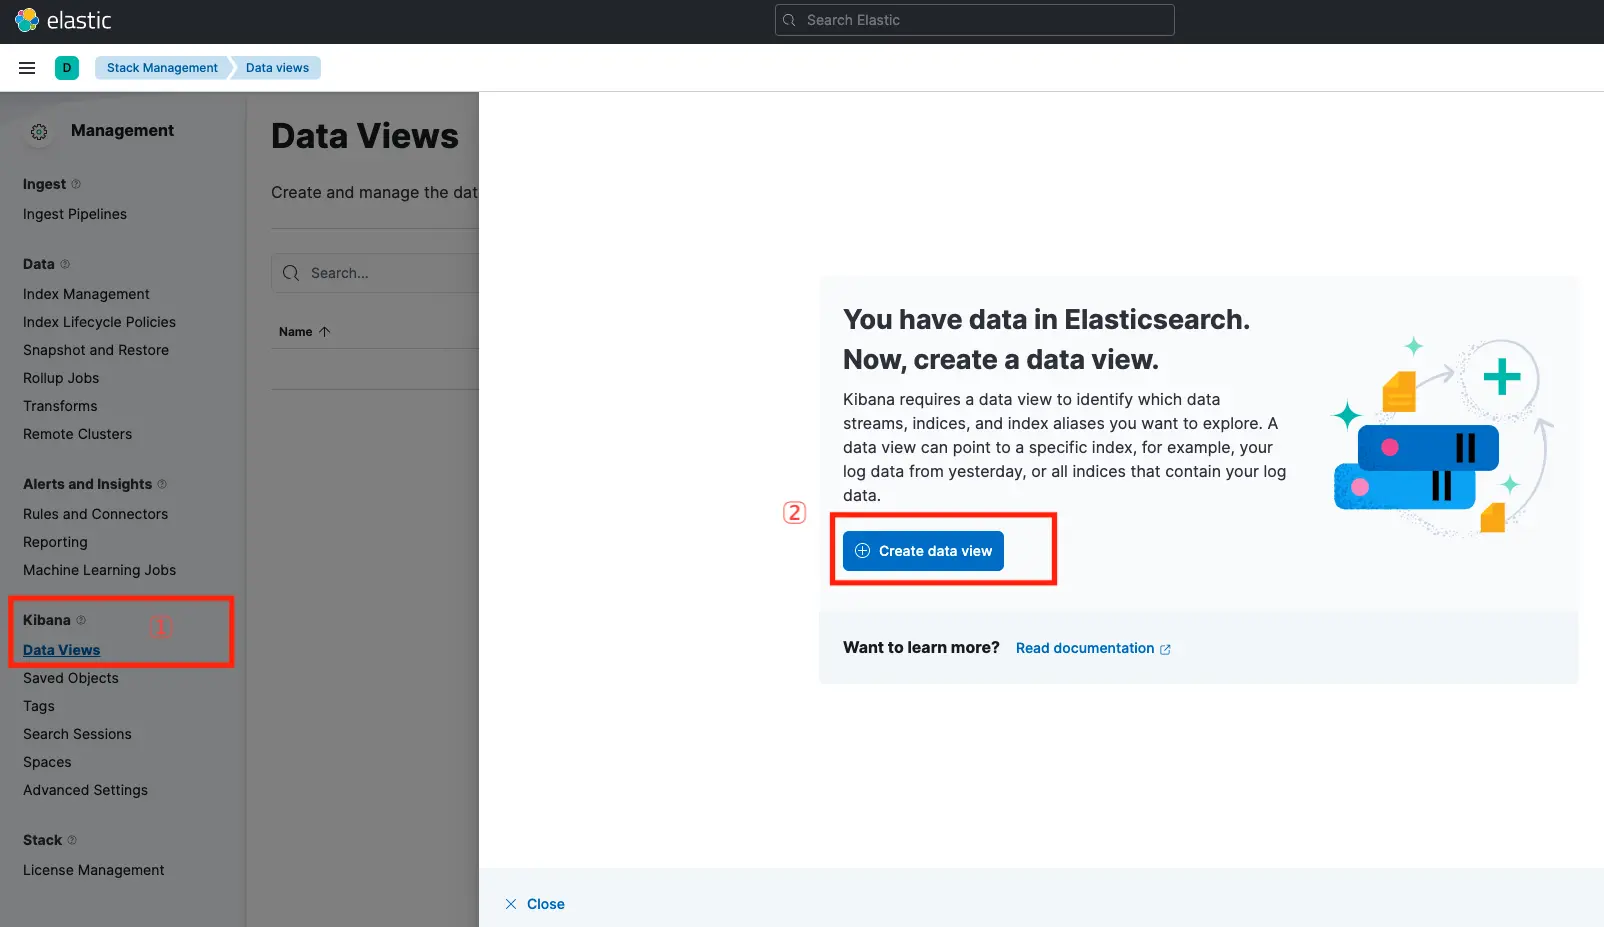 elastic
Search Elastic
D
Stack Management
Data views
Management
Ingest
Ingest Pipelines
Data
Index Management
Index Lifecycle Policies
Snapshot and Restore
Rollup Jobs
Transforms
Remote Clusters
Alerts and Insights
Rules and Connectors
Reporting
Machine Learning Jobs
Kibana
1
Data Views
Saved Objects
Tags
Search Sessions
Spaces
Advanced Settings
Stack
License Management
Data Views
Create and manage the dat
Search...
Name
You have data in Elasticsearch.
Now, create a data view.
Kibana requires a data view to identify which data
streams, indices, and index aliases you want to explore. A
data view can point to a specific index, for example, your
log data from yesterday, or all indices that contain your log
data.
2
Create data view
Want to learn more? Read documentation
Close